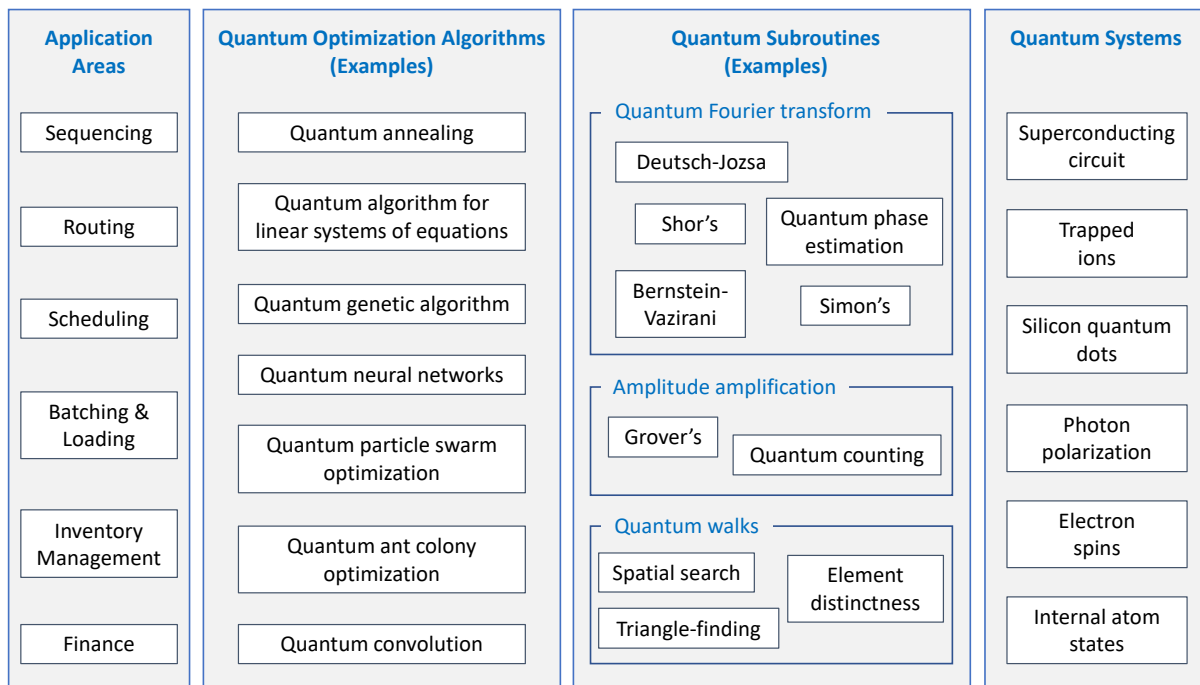 Application
Areas
Sequencing
Routing
Scheduling
Batching &
Loading
Inventory
Management
Finance
Quantum Optimization Algorithms
(Examples)
Quantum annealing
Quantum algorithm for
linear systems of equations
Quantum genetic algorithm
Quantum neural networks
Quantum particle swarm
optimization
Quantum ant colony
optimization
Quantum convolution
Quantum Subroutines
(Examples)
Quantum Fourier transform
Deutsch-Jozsa
Shor’s
Quantum phase
estimation
Bernstein-
Vazirani
Simon’s
Amplitude amplification
Grover’s
Quantum counting
Quantum walks
Spatial search
Element
distinctness
Triangle-finding
Quantum Systems
Superconducting
circuit
Trapped
ions
Silicon quantum
dots
Photon
polarization
Electron
spins
Internal atom
states